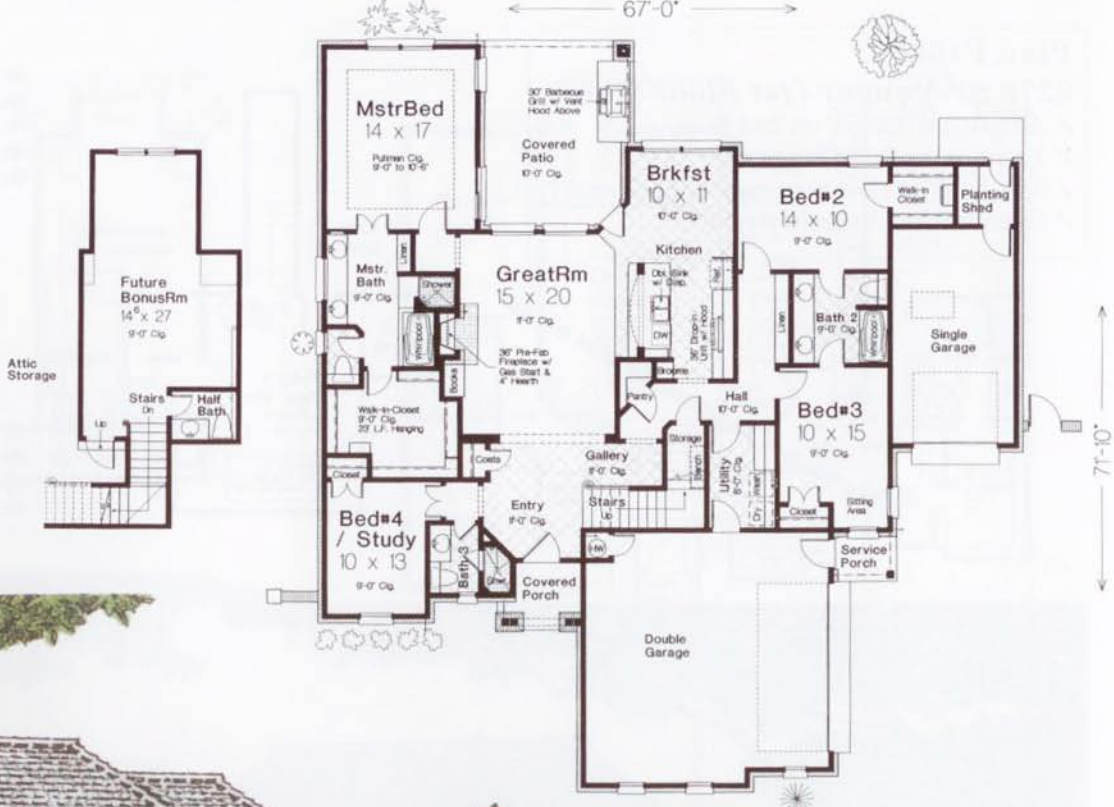 67'-0"
MstrBed
14 x 17
Pullman Clg.
9'-0" to 10'-6"
30" Barbecue
Grill w/ Vent
Hood Above
Covered
Patio
10'-0" Clg.
Brkfst
10 x 11
10'-0" Clg.
Bed#2
14 x 10
9'-0" Clg.
Walk-In
Closet
Planting
Shed
Future
BonusRm
14⁶ x 27
9'-0" Clg.
Attic
Storage
Stairs
Dn
Up
Half
Bath
Linen
Mstr.
Bath
9'-0" Clg.
Shower
Whirlpool
GreatRm
15 x 20
11'-0" Clg.
36" Pre-Fab
Fireplace w/
Gas Start &
4" Hearth
Books
Kitchen
Dbl. Sink
w/ Disp.
DW
Ref.
36" Drop-in
Unit w/ Hood
Brooms
Pantry
Linen
Bath 2
9'-0" Clg.
Whirlpool
Single
Garage
Hall
10'-0" Clg.
Bed#3
10 x 15
9'-0" Clg.
Walk-In-Closet
9'-0" Clg.
23' L.F. Hanging
Closet
Coats
Gallery
11'-0" Clg.
Storage
Bench
Utility
8'-0" Clg.
Wash
Dry
Closet
Sitting
Area
71'-10"
Bed#4
/ Study
10 x 13
9'-0" Clg.
Entry
11'-0" Clg.
Stairs
Up
Bath 3
Shwr
Covered
Porch
HW
Service
Porch
Double
Garage